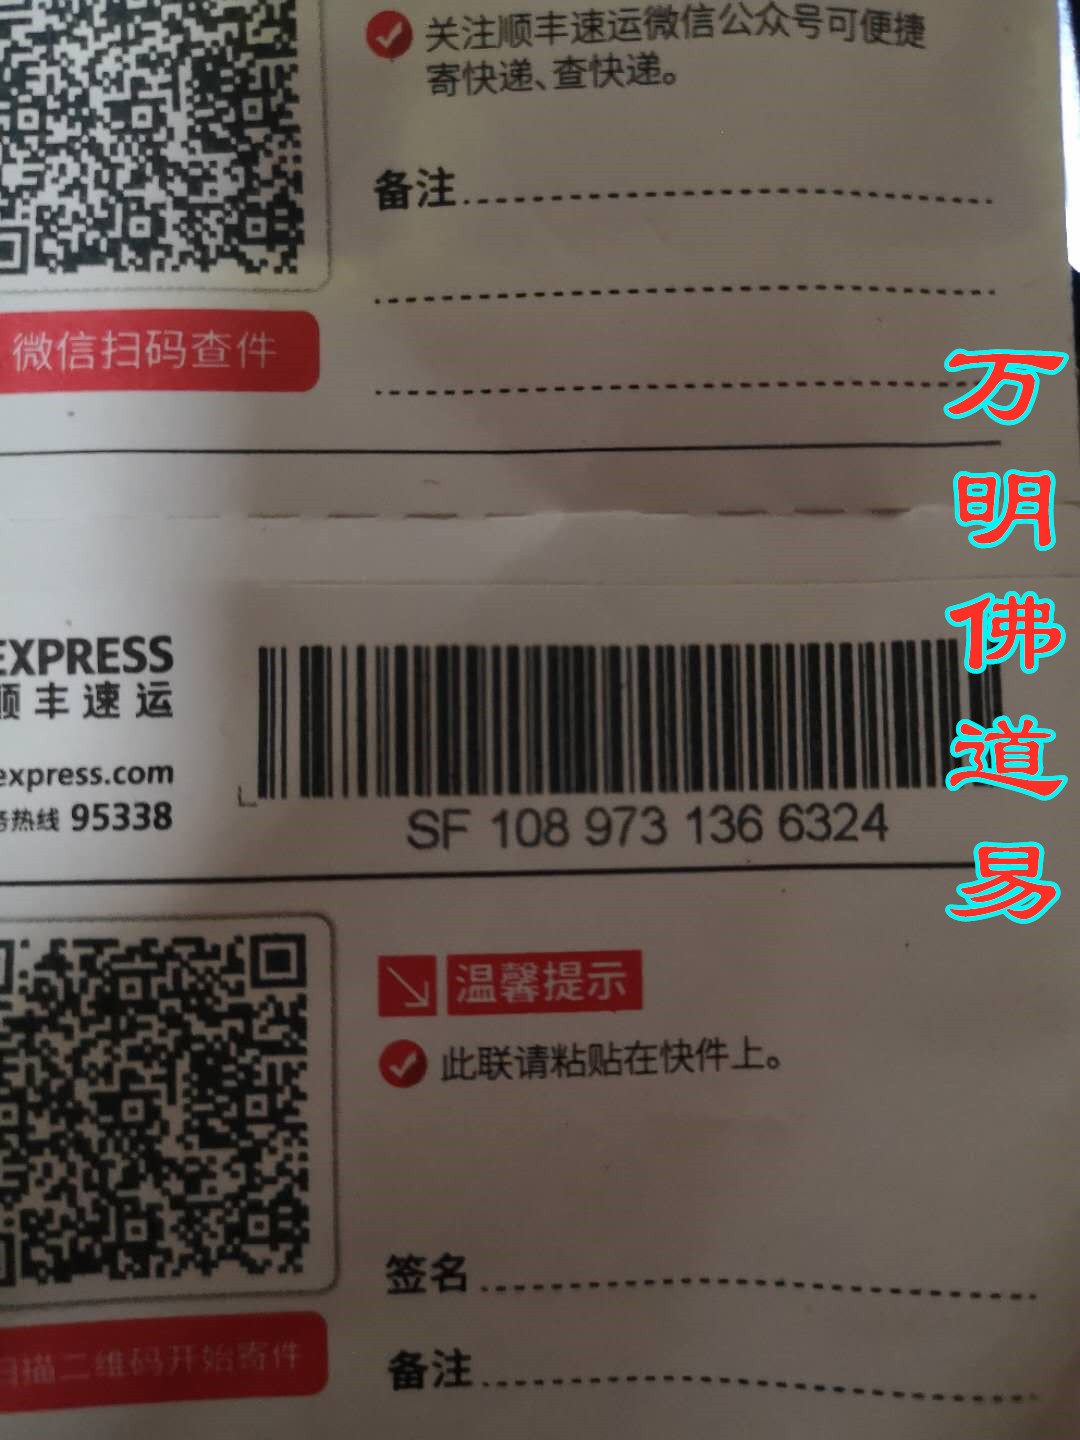 关注顺丰速运微信公众号可便捷
寄快递、查快递。
备注
微信扫码查件
EXPRESS
顺丰速运
express.com
务热线 95338
SF 108 973 136 6324
温馨提示
此联请粘贴在快件上。
签名
扫描二维码开始寄件
备注
万明佛道易